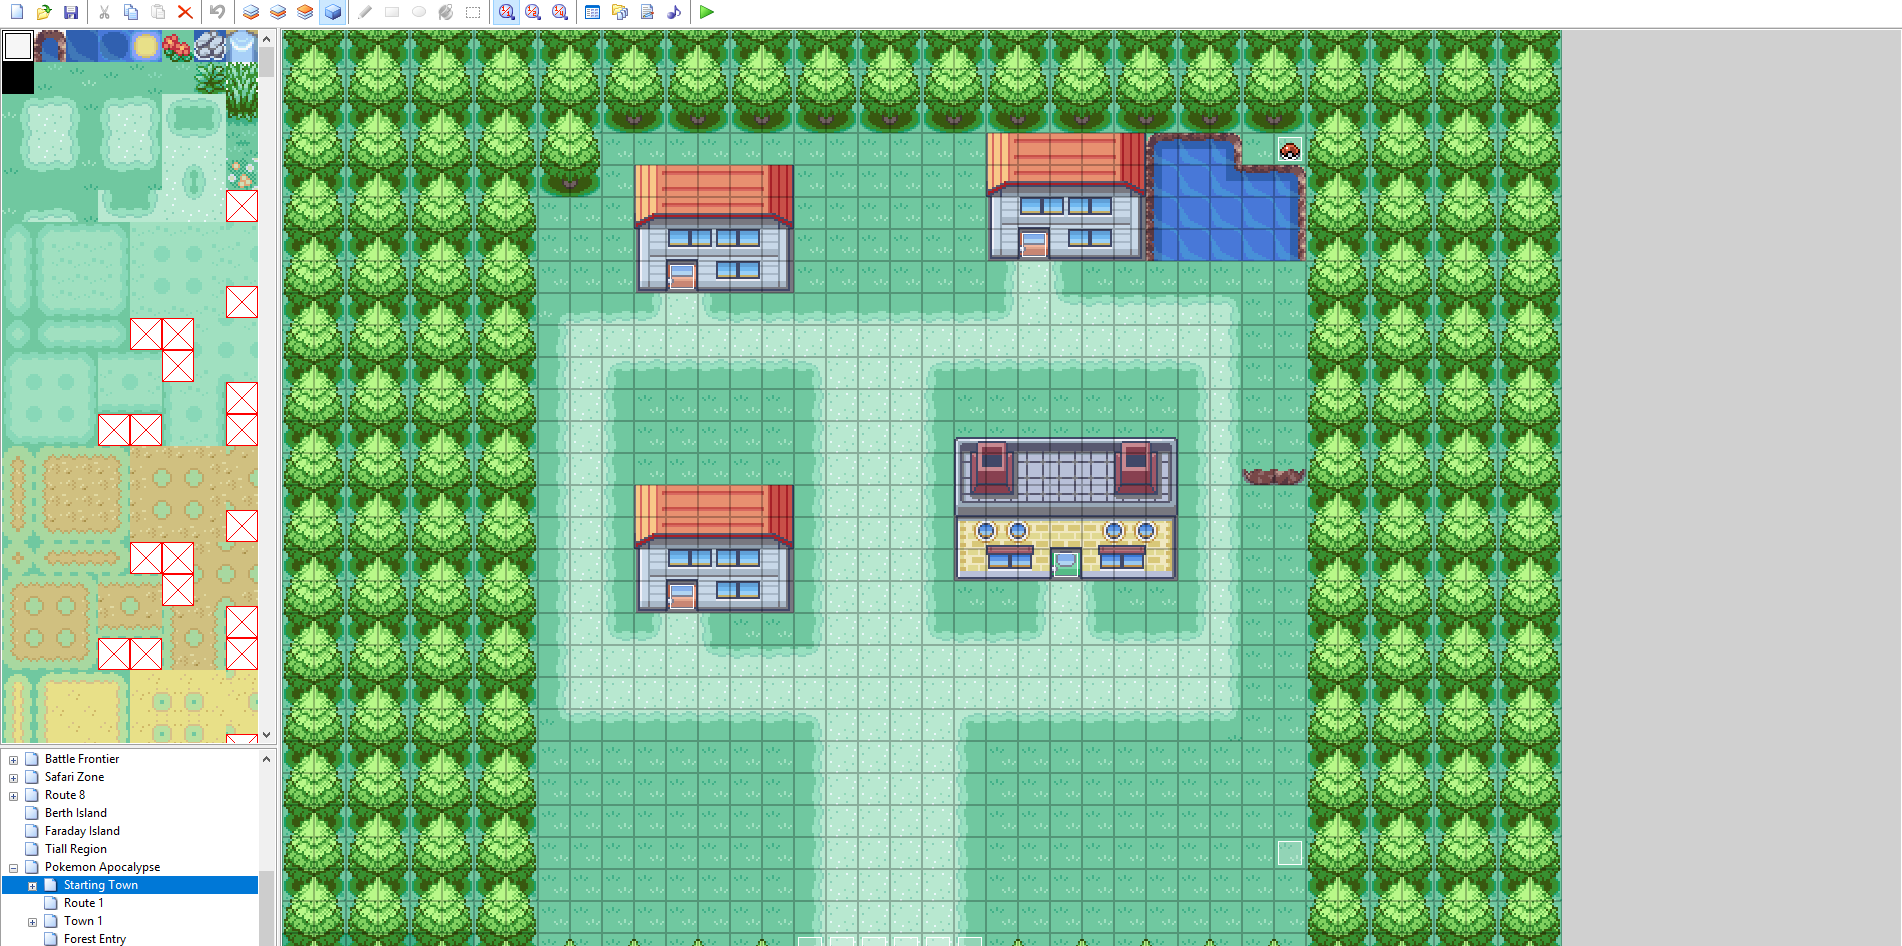 Battle Frontier
Safari Zone
Route 8
Berth Island
Faraday Island
Tiall Region
Pokemon Apocalypse
Starting Town
Route 1
Town 1
Forest Entry